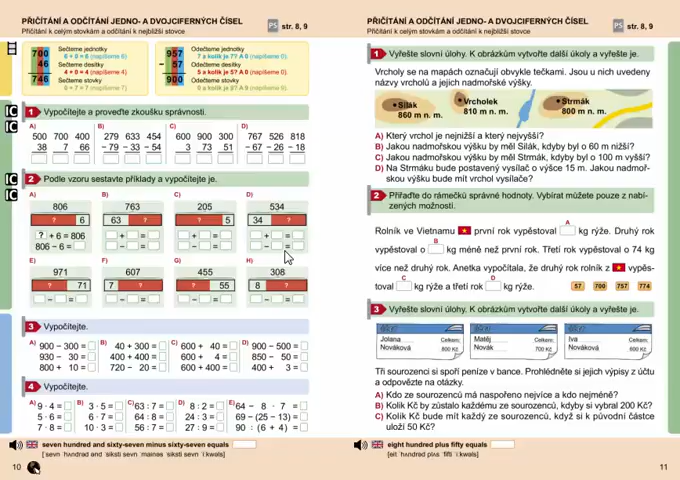 PŘIČÍTÁNÍ A ODČÍTÁNÍ JEDNO- A DVOJCIFERNÝCH ČÍSEL
Přičítání k celým stovkám a odčítání k nejbližší stovce
PS str. 8, 9
700
46
746
Sečteme jednotky
6 + 0 = 6 (napíšeme 6)
Sečteme desítky
4 + 0 = 4 (napíšeme 4)
Sečteme stovky
0 + 7 = 7 (napíšeme 7)
957
− 57
900
Odečteme jednotky
7 a kolik je 7? A 0 (napíšeme 0)
Odečteme desítky
5 a kolik je 5? A 0 (napíšeme 0)
Odečteme stovky
0 a kolik je 9? A 9 (napíšeme 9)
1 Vypočítejte a proveďte zkoušku správnosti.
A) B) C) D)
500 700 400 279 633 454 600 900 300 767 526 818
38 7 66 −79 −33 −54 3 73 51 −67 −26 −18
2 Podle vzoru sestavte příklady a vypočítejte je.
A) B) C) D)
806 763 205 534
? 6 63 ? ? 5 34 ?
? + 6 = 806 + = + = + =
806 − 6 = − = − = − =
E) F) G) H)
971 607 455 308
? 71 7 ? ? 55 8 ?
− = − = − = − =
3 Vypočítejte.
A) 900 − 300 = B) 40 + 300 = C) 600 + 40 = D) 900 − 500 =
930 − 30 = 400 + 400 = 600 + 4 = 850 − 50 =
800 + 10 = 720 − 20 = 600 + 400 = 400 + 3 =
4 Vypočítejte.
A) 9 · 4 = B) 3 · 5 = C) 63 : 7 = D) 8 : 2 = E) 64 − 8 · 7 =
5 · 6 = 6 · 7 = 64 : 8 = 24 : 3 = 69 − (25 − 13) =
7 · 8 = 10 · 3 = 56 : 7 = 27 : 9 = 90 : (6 + 4) =
seven hundred and sixty-seven minus sixty-seven equals
10
PŘIČÍTÁNÍ A ODČÍTÁNÍ JEDNO- A DVOJCIFERNÝCH ČÍSEL
Přičítání k celým stovkám a odčítání k nejbližší stovce
PS str. 8, 9
1 Vyřešte slovní úlohy. K obrázkům vytvořte další úkoly a vyřešte je.
Vrcholy se na mapách označují obvykle tečkami. Jsou u nich uvedeny
názvy vrcholů a jejich nadmořské výšky.
Silák
860 m n. m.
Vrcholek
810 m n. m.
Strmák
800 m n. m.
A) Který vrchol je nejnižší a který nejvyšší?
B) Jakou nadmořskou výšku by měl Silák, kdyby byl o 60 m nižší?
C) Jakou nadmořskou výšku by měl Strmák, kdyby byl o 100 m vyšší?
D) Na Strmáku bude postavený vysílač o výšce 15 m. Jakou nadmoř-
skou výšku bude mít vrchol vysílače?
2 Přiřaďte do rámečků správné hodnoty. Vybírat můžete pouze z nabí-
zených možností.
A
Rolník ve Vietnamu první rok vypěstoval kg rýže. Druhý rok
B
vypěstoval o kg méně než první rok. Třetí rok vypěstoval o 74 kg
více než druhý rok. Anetka vypočítala, že druhý rok rolník z vypěs-
C D
toval kg rýže a třetí rok kg rýže. 57 700 757 774
3 Vyřešte slovní úlohy. K obrázkům vytvořte další úkoly a vyřešte je.
Jolana
Nováková
Celkem:
800 Kč
Matěj
Novák
Celkem:
700 Kč
Iva
Nováková
Celkem:
900 Kč
Tři sourozenci si spoří peníze v bance. Prohlédněte si jejich výpisy z účtu
a odpovězte na otázky.
A) Kdo ze sourozenců má naspořeno nejvíce a kdo nejméně?
B) Kolik Kč by zůstalo každému ze sourozenců, kdyby si vybral 200 Kč?
C) Kolik Kč bude mít každý ze sourozenců, když si k původní částce
uloží 50 Kč?
eight hundred plus fifty equals
11